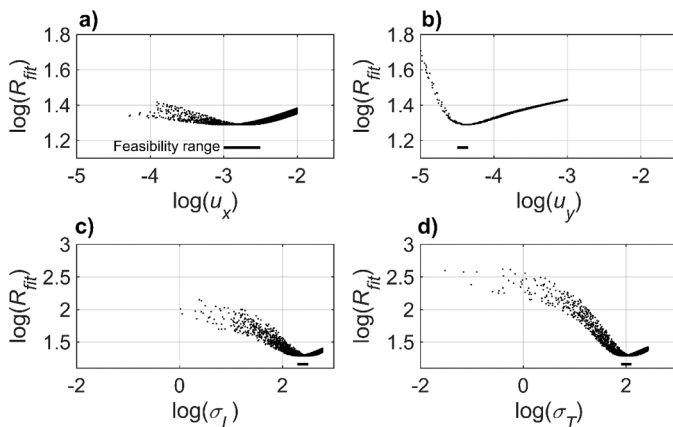 a)
b)
1.8
1.6
1.4
1.2
log(R_fit)
Feasibility range
-5 -4 -3 -2
log(u_x)
1.8
1.6
1.4
1.2
log(R_fit)
-5 -4 -3 -2
log(u_y)
c)
d)
3
2.5
2
1.5
log(R_fit)
-2 0 2 4
log(σ_L)
3
2.5
2
1.5
log(R_fit)
-2 0 2 4
log(σ_T)